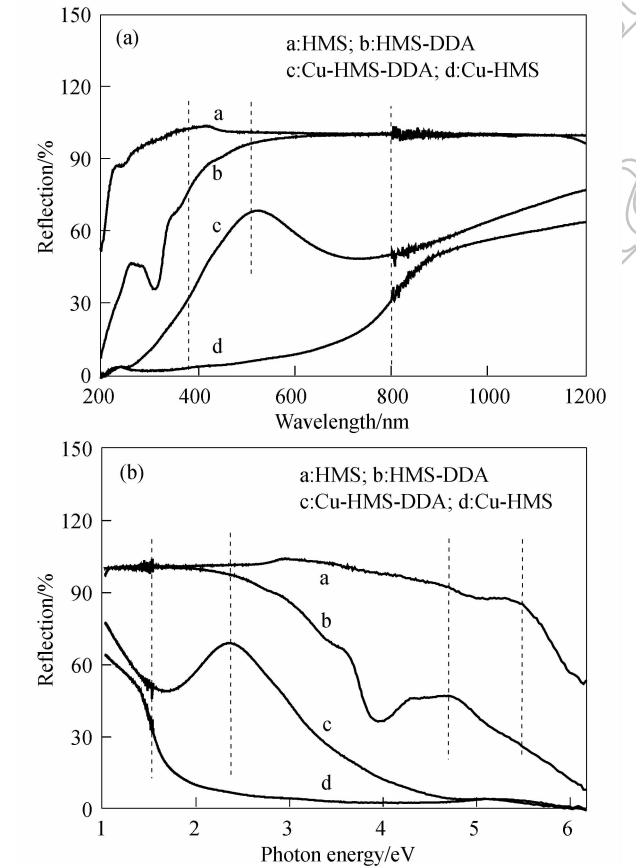 150
(a)
a:HMS; b:HMS-DDA
c:Cu-HMS-DDA; d:Cu-HMS
120
a
90
b
60
c
30
d
0
Reflection/%
200 400 600 800 1000 1200
Wavelength/nm
150
(b)
a:HMS; b:HMS-DDA
c:Cu-HMS-DDA; d:Cu-HMS
120
a
90
b
60
c
30
d
0
Reflection/%
1 2 3 4 5 6
Photon energy/eV